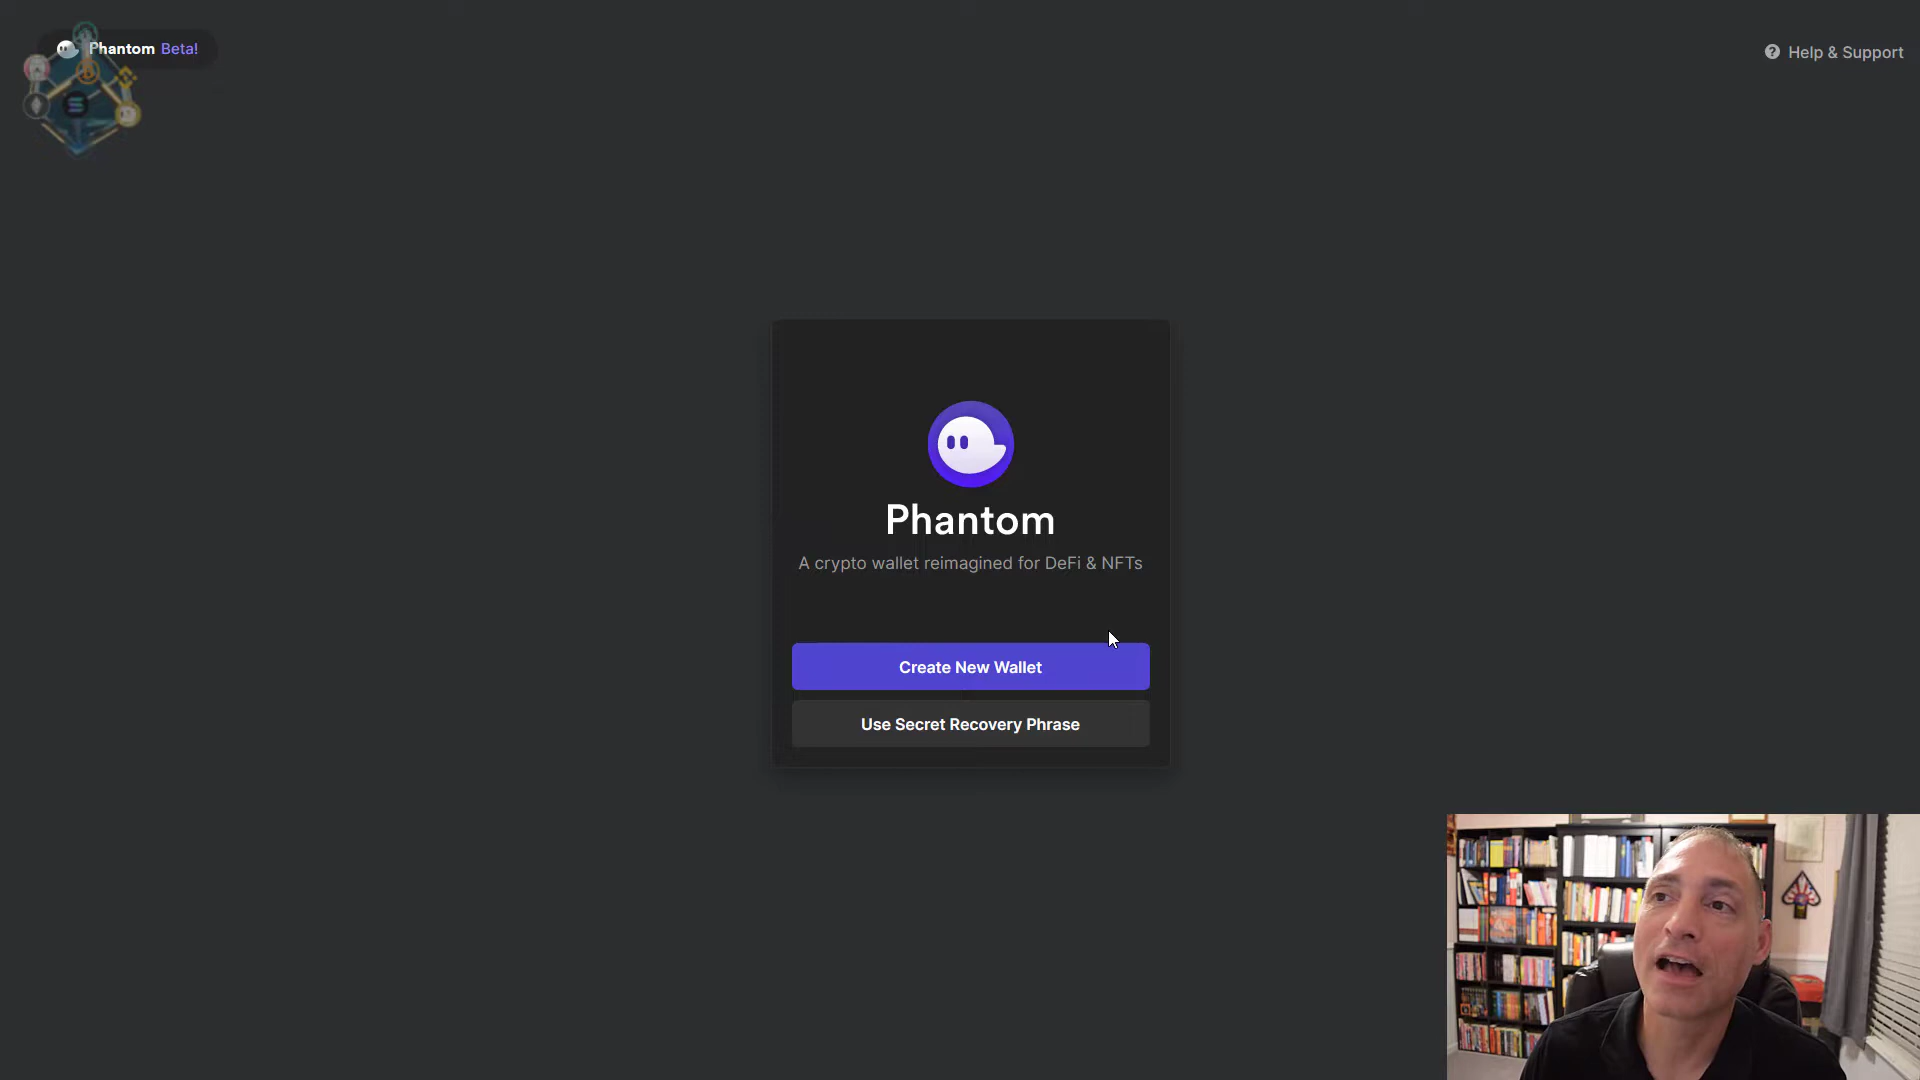 Phantom Beta!
Help & Support
Phantom
A crypto wallet reimagined for DeFi & NFTs
Create New Wallet
Use Secret Recovery Phrase